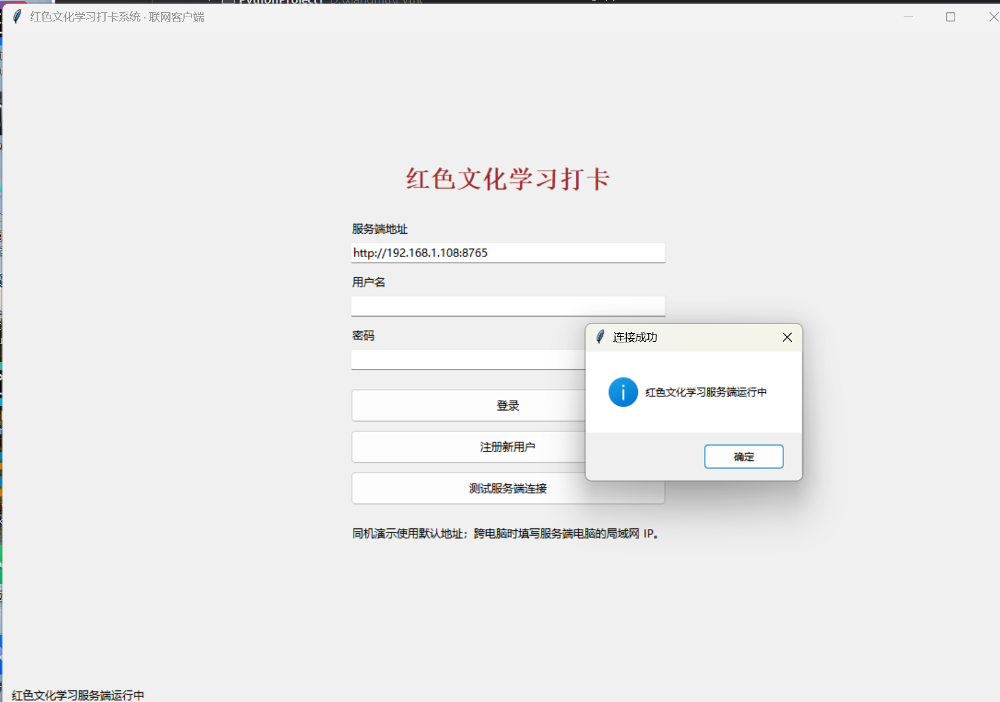 红色文化学习打卡系统 · 联网客户端
红色文化学习打卡
服务端地址
http://192.168.1.108:8765
用户名
密码
连接成功
红色文化学习服务端运行中
确定
登录
注册新用户
测试服务端连接
同机演示使用默认地址；跨电脑时填写服务端电脑的局域网 IP。
红色文化学习服务端运行中